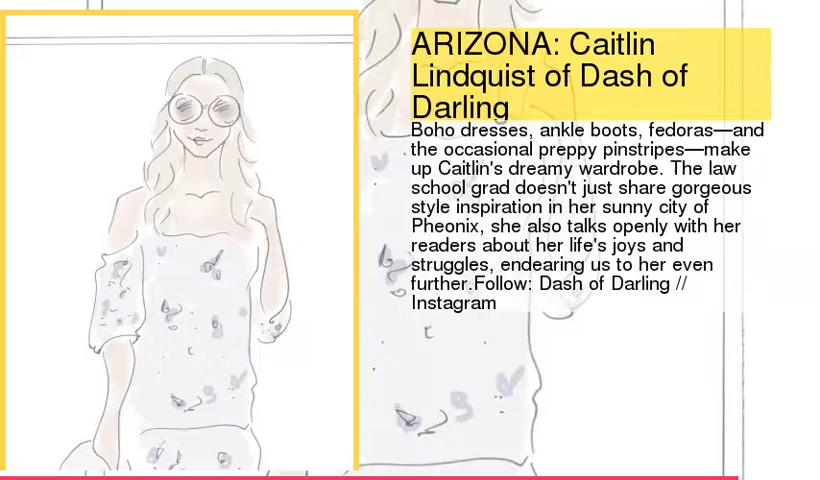 ARIZONA: Caitlin
Lindquist of Dash of
Darling
Boho dresses, ankle boots, fedoras—and
the occasional preppy pinstripes—make
up Caitlin's dreamy wardrobe. The law
school grad doesn't just share gorgeous
style inspiration in her sunny city of
Pheonix, she also talks openly with her
readers about her life's joys and
struggles, endearing us to her even
further.Follow: Dash of Darling //
Instagram